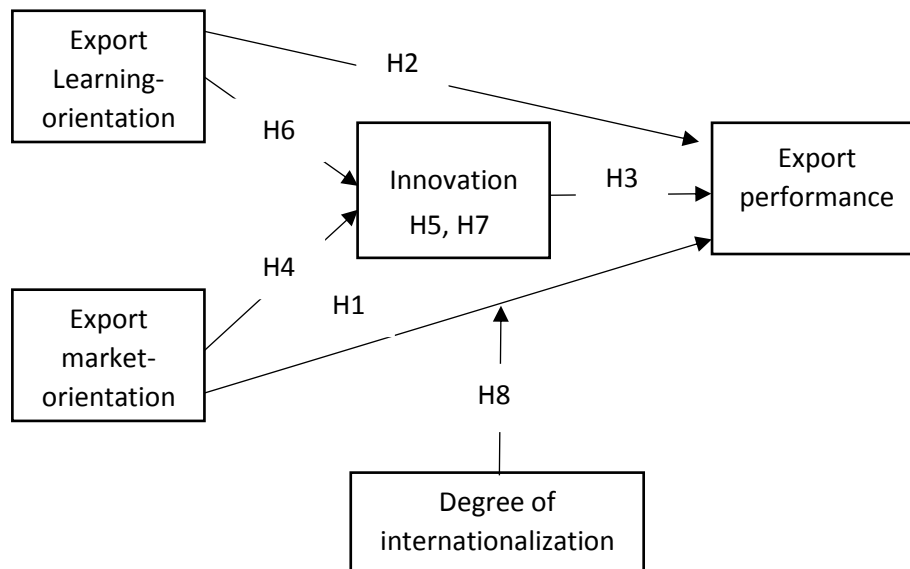 Export
Learning-
orientation
H2
H6
Innovation
H5, H7
H3
Export
performance
H4
H1
Export
market-
orientation
H8
Degree of
internationalization